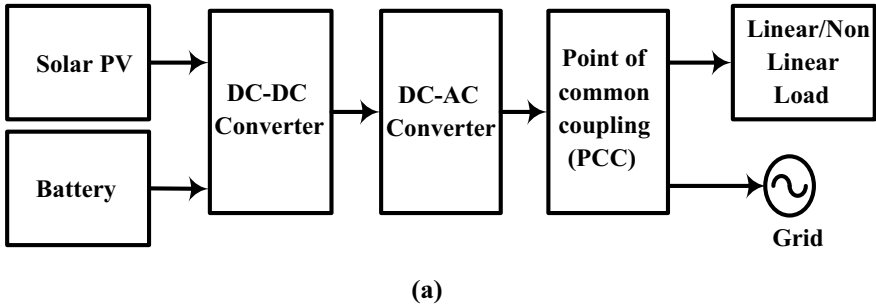 Solar PV
Battery
DC-DC
Converter
DC-AC
Converter
Point of
common
coupling
(PCC)
Linear/Non
Linear
Load
Grid
(a)